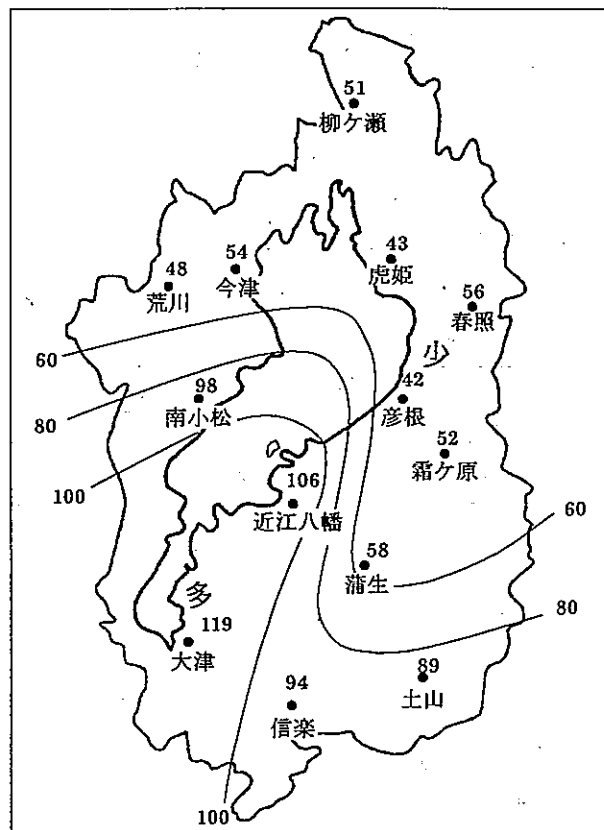 51
柳ケ瀬
43
虎姫
54
今津
48
荒川
56
春照
60
少
98
南小松
42
彦根
80
52
霜ケ原
100
106
近江八幡
60
58
蒲生
多
80
119
大津
89
土山
94
信楽
100